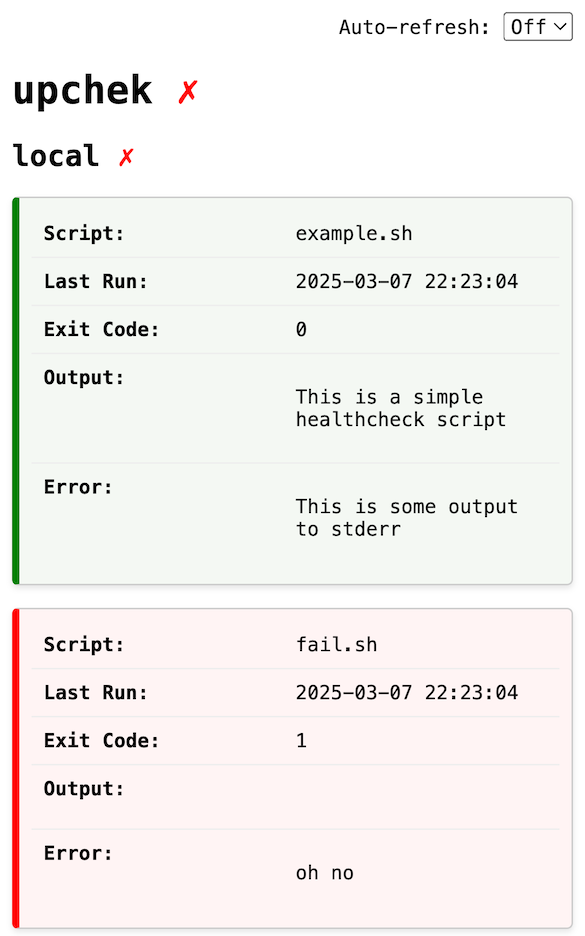 Auto-refresh: Off
upchek ✗
local ✗
Script: example.sh
Last Run: 2025-03-07 22:23:04
Exit Code: 0
Output:
This is a simple
healthcheck script
Error:
This is some output
to stderr
Script: fail.sh
Last Run: 2025-03-07 22:23:04
Exit Code: 1
Output:
Error:
oh no